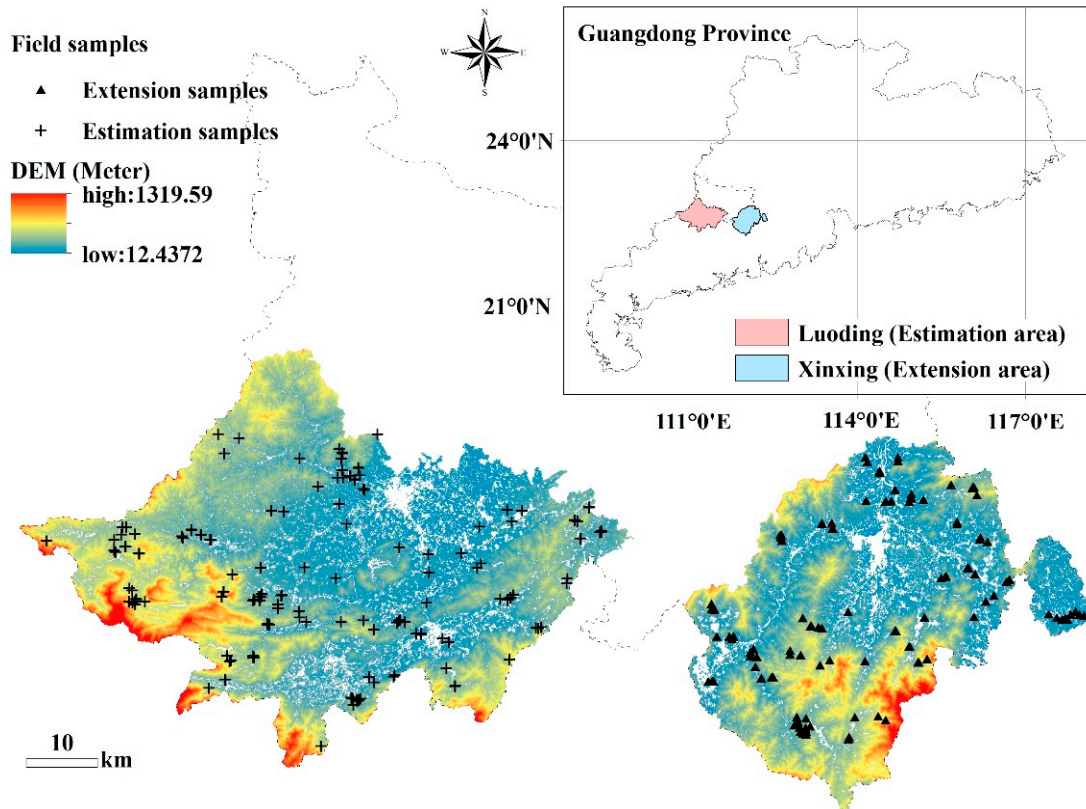 Field samples
Extension samples
Estimation samples
DEM (Meter)
high:1319.59
low:12.4372
N
W
E
S
Guangdong Province
24°0'N
21°0'N
Luoding (Estimation area)
Xinxing (Extension area)
111°0'E
114°0'E
117°0'E
10
km